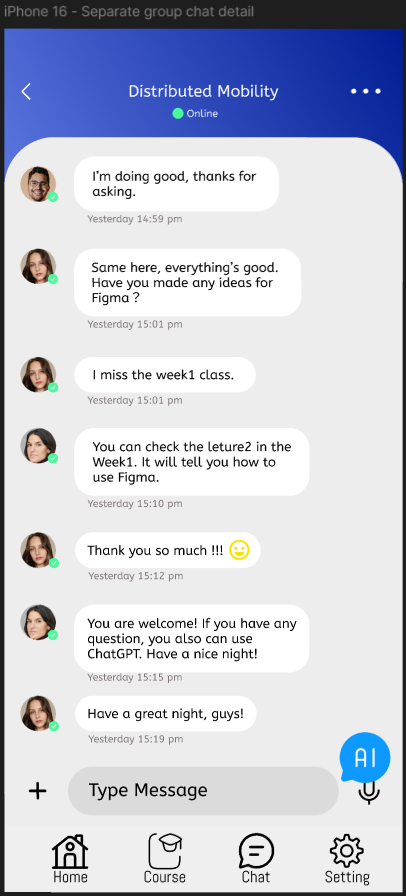 iPhone 16 - Separate group chat detail
Distributed Mobility
Online
I'm doing good, thanks for
asking.
Yesterday 14:59 pm
Same here, everything's good.
Have you made any ideas for
Figma ?
Yesterday 15:01 pm
I miss the week1 class.
Yesterday 15:01 pm
You can check the leture2 in the
Week1. It will tell you how to
use Figma.
Yesterday 15:10 pm
Thank you so much !!!
Yesterday 15:12 pm
You are welcome! If you have any
question, you also can use
ChatGPT. Have a nice night!
Yesterday 15:15 pm
Have a great night, guys!
Yesterday 15:19 pm
AI
Type Message
Home Course Chat Setting